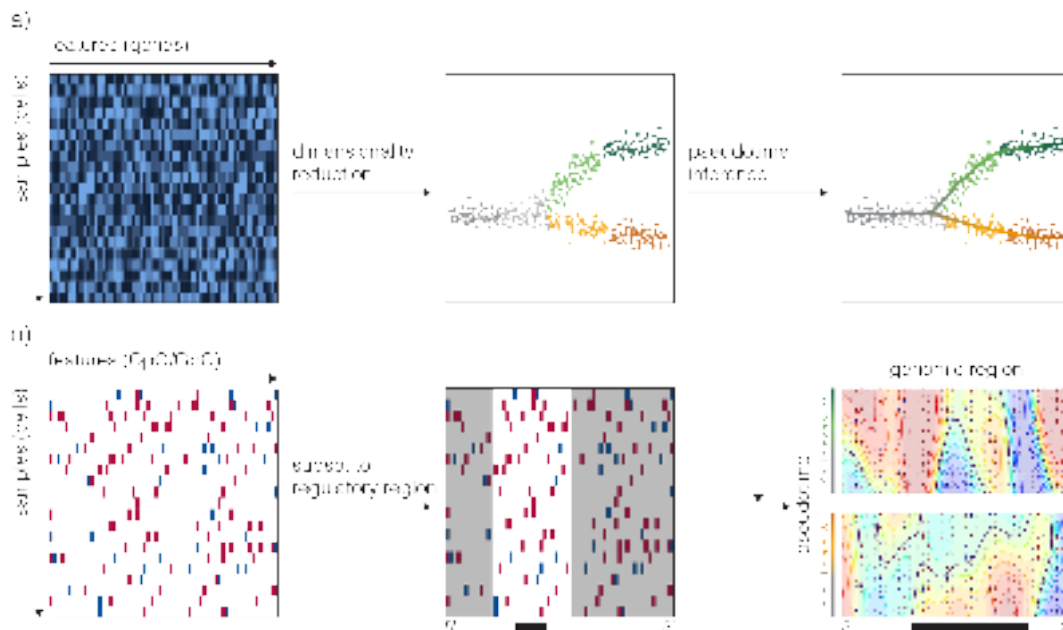 a)
features (genes)
samples (cells)
dimensionality
reduction
pseudotime
inference
features (CpG/GpC)
samples (cells)
subset to
regulatory region
genomic region
pseudotime